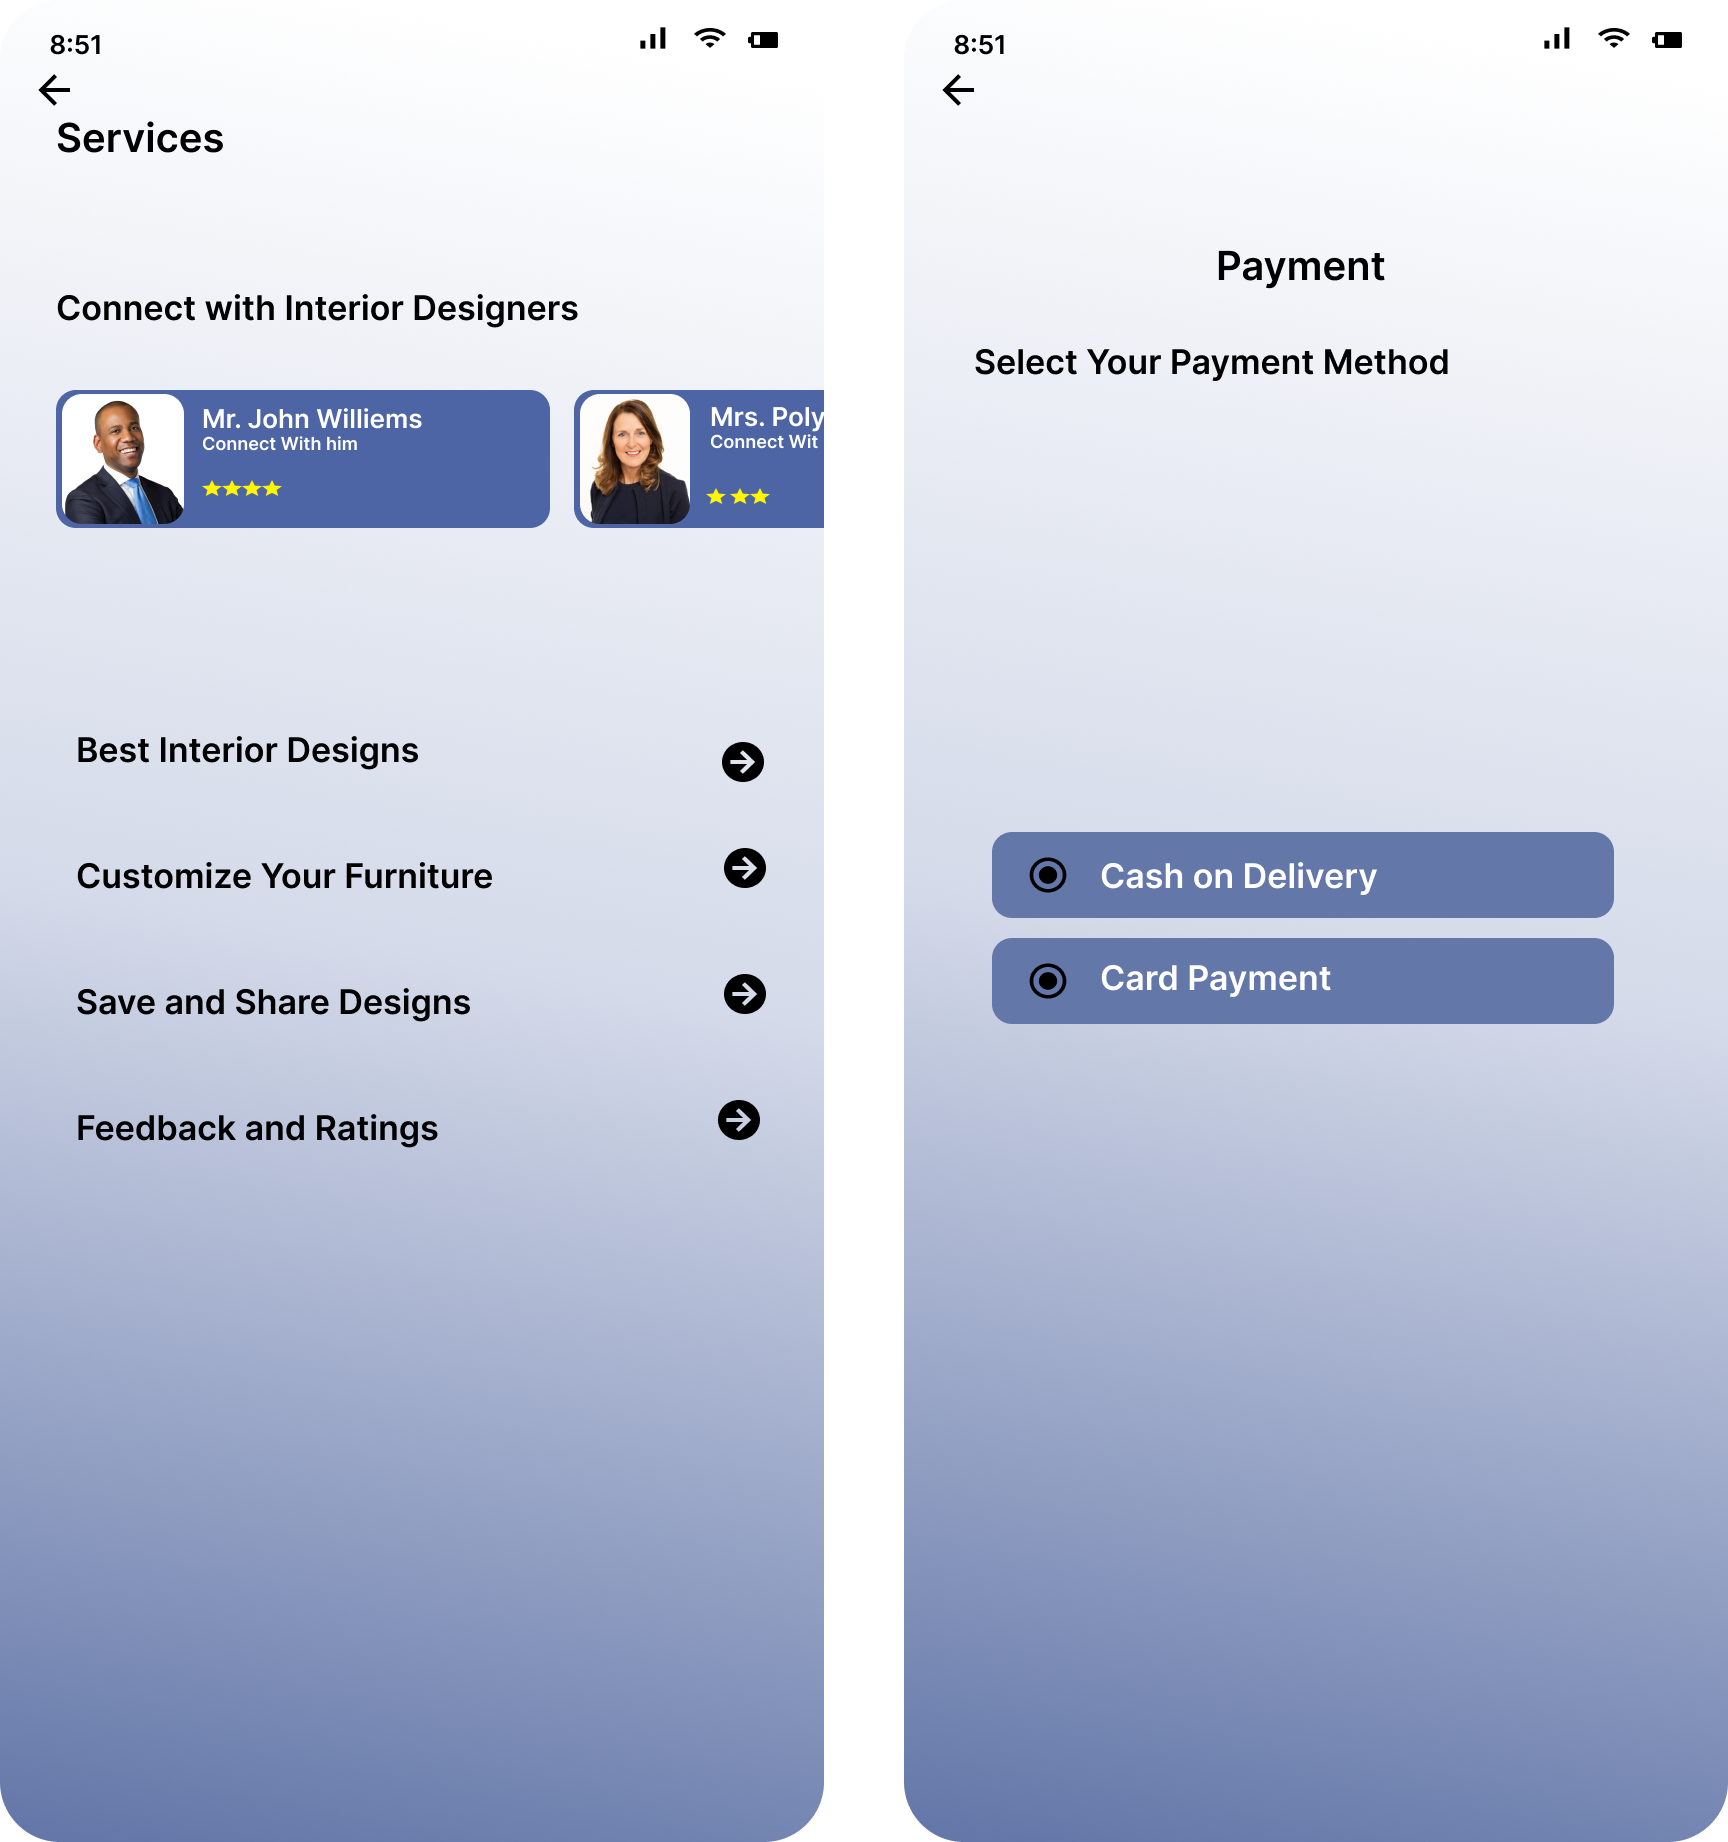 8:51
Services
Connect with Interior Designers
Mr. John Williems
Connect With him
Mrs. Poly
Connect Wit
Best Interior Designs
Customize Your Furniture
Save and Share Designs
Feedback and Ratings
8:51
Payment
Select Your Payment Method
Cash on Delivery
Card Payment